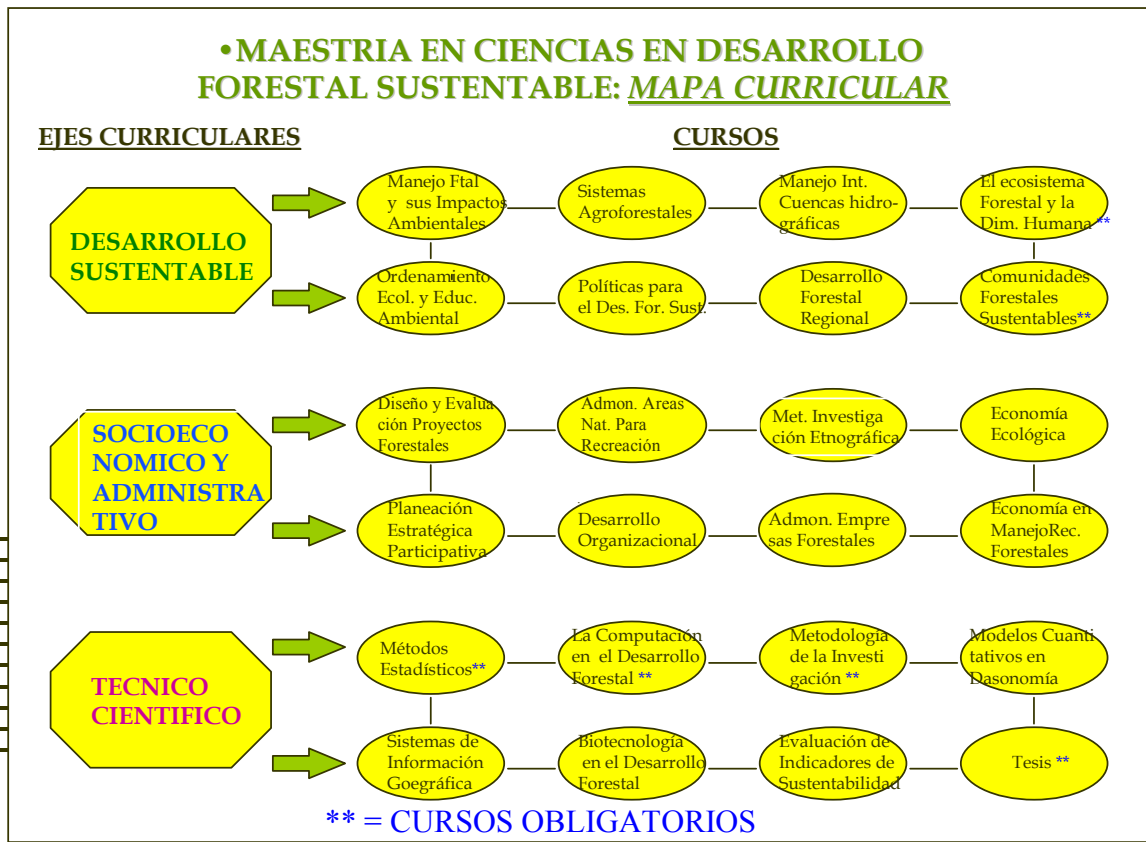 •MAESTRIA EN CIENCIAS EN DESARROLLO
FORESTAL SUSTENTABLE: MAPA CURRICULAR
EJES CURRICULARES
CURSOS
DESARROLLO
SUSTENTABLE
Manejo Ftal
y sus Impactos
Ambientales
Sistemas
Agroforestales
Manejo Int.
Cuencas hidro-
gráficas
El ecosistema
Forestal y la
Dim. Humana **
Ordenamiento
Ecol. y Educ.
Ambiental
Políticas para
el Des. For. Sust.
Desarrollo
Forestal
Regional
Comunidades
Forestales
Sustentables**
SOCIOECO
NOMICO Y
ADMINISTRA
TIVO
Diseño y Evalua
ción Proyectos
Forestales
Admon. Areas
Nat. Para
Recreación
Met. Investiga
ción Etnográfica
Economía
Ecológica
Planeación
Estratégica
Participativa
Desarrollo
Organizacional
Admon. Empre
sas Forestales
Economía en
ManejoRec.
Forestales
TECNICO
CIENTIFICO
Métodos
Estadísticos**
La Computación
en el Desarrollo
Forestal **
Metodología
de la Investi
gación **
Modelos Cuanti
tativos en
Dasonomía
Sistemas de
Información
Goegráfica
Biotecnología
en el Desarrollo
Forestal
Evaluación de
Indicadores de
Sustentabilidad
Tesis **
** = CURSOS OBLIGATORIOS